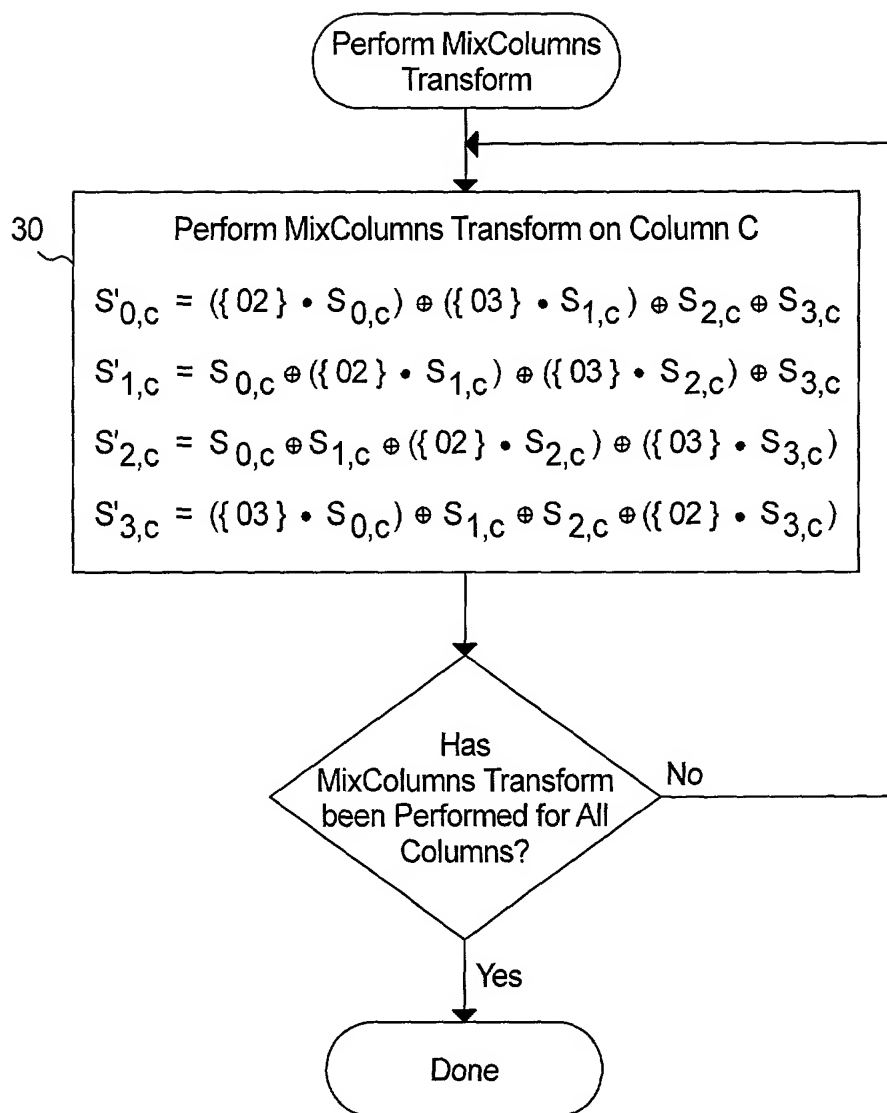 Perform MixColumns
Transform
30
Perform MixColumns Transform on Column C
S'0,c = ({02} • S0,c) ⊕ ({03} • S1,c) ⊕ S2,c ⊕ S3,c
S'1,c = S0,c ⊕ ({02} • S1,c) ⊕ ({03} • S2,c) ⊕ S3,c
S'2,c = S0,c ⊕ S1,c ⊕ ({02} • S2,c) ⊕ ({03} • S3,c)
S'3,c = ({03} • S0,c) ⊕ S1,c ⊕ S2,c ⊕ ({02} • S3,c)
Has
MixColumns Transform
been Performed for All
Columns?
No
Yes
Done